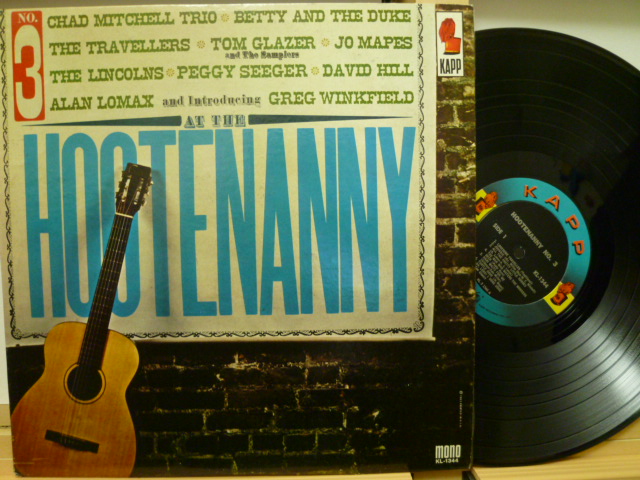 NO. 3
CHAD MITCHELL TRIO • BETTY AND THE DUKE
THE TRAVELLERS • TOM GLAZER • JO MAPES
and The Samplers
THE LINCOLNS • PEGGY SEEGER • DAVID HILL
ALAN LOMAX and Introducing GREG WINKFIELD
AT THE
HOOTENANNY
KAPP
mono
KL-1344
KAPP
HOOTENANNY NO. 3
KL-1344